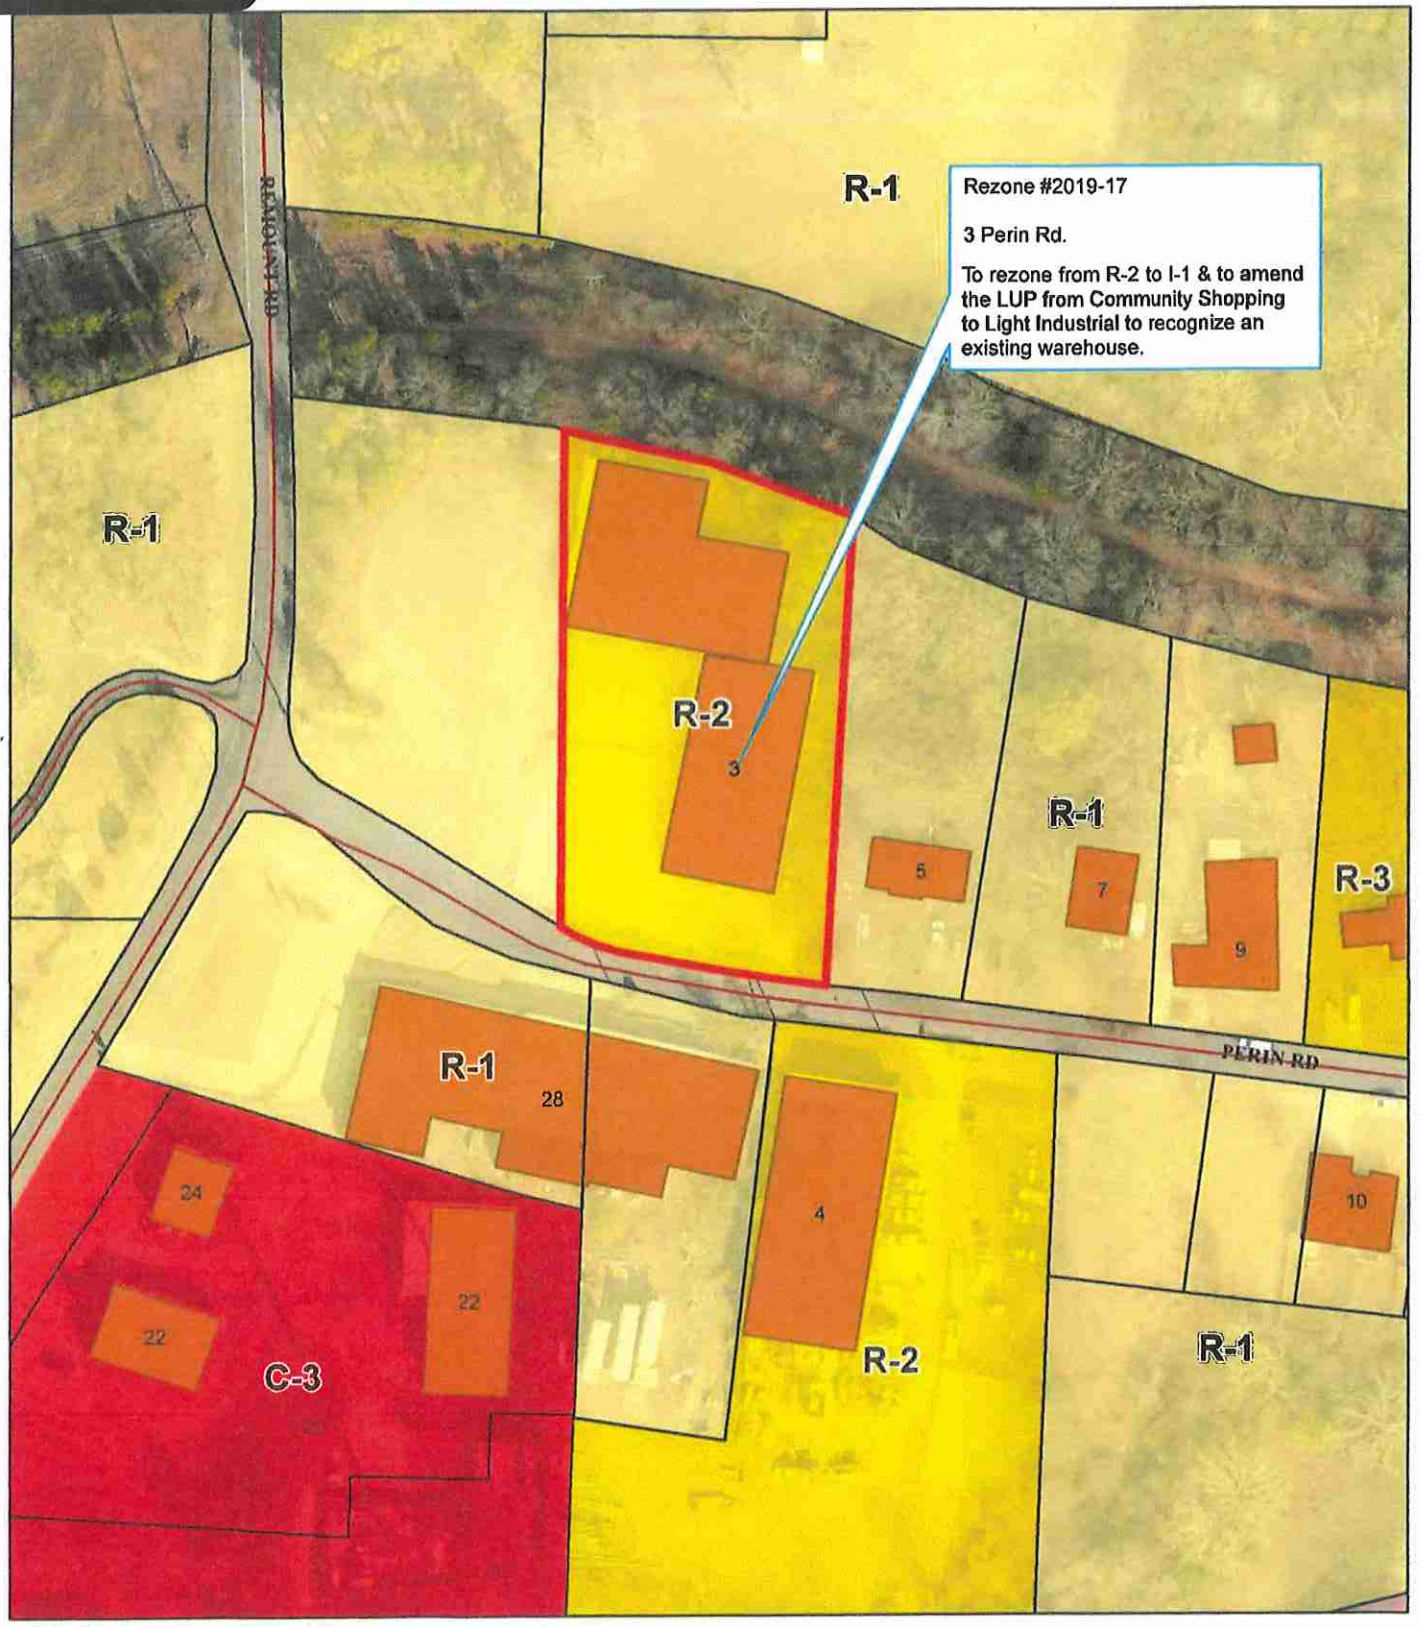 R-1
Rezone #2019-17
3 Perin Rd.
To rezone from R-2 to I-1 & to amend
the LUP from Community Shopping
to Light Industrial to recognize an
existing warehouse.
REMOUNT RD
R-1
R-2
3
R-1
5
7
9
R-3
PERIN RD
R-1
28
24
4
10
22
22
C-3
R-2
R-1